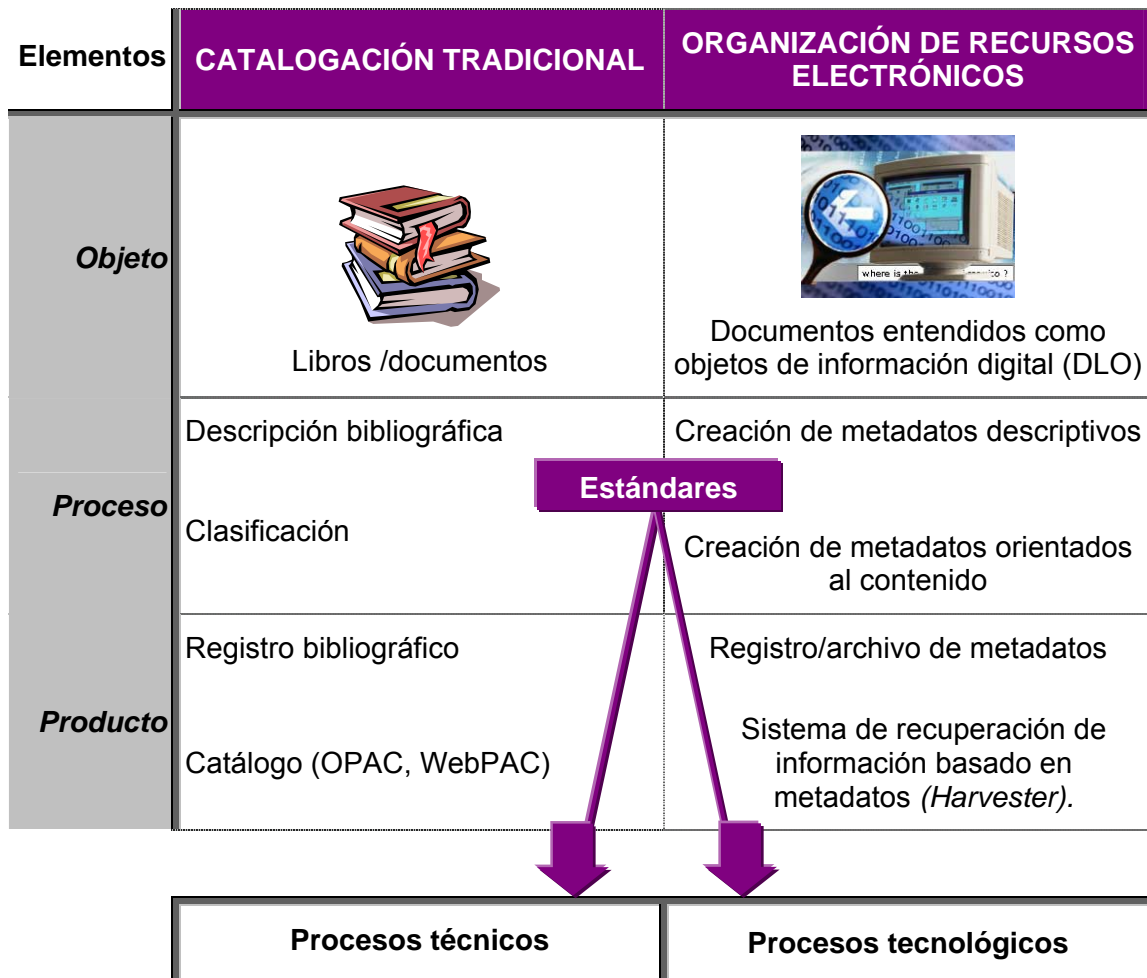 Elementos
CATALOGACIÓN TRADICIONAL
ORGANIZACIÓN DE RECURSOS
ELECTRÓNICOS
Objeto
Libros /documentos
where is the
?
Documentos entendidos como
objetos de información digital (DLO)
Proceso
Descripción bibliográfica
Clasificación
Estándares
Creación de metadatos descriptivos
Creación de metadatos orientados
al contenido
Producto
Registro bibliográfico
Catálogo (OPAC, WebPAC)
Registro/archivo de metadatos
Sistema de recuperación de
información basado en
metadatos (Harvester).
Procesos técnicos
Procesos tecnológicos